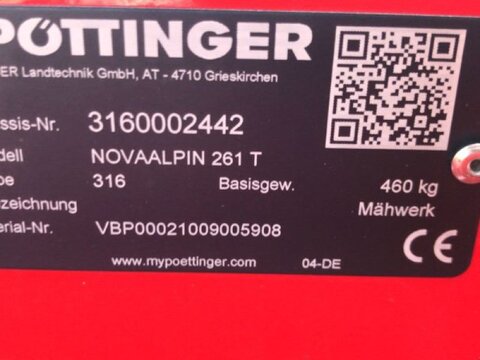 PÖTTINGER
ER Landtechnik GmbH, AT - 4710 Grieskirchen
ssis-Nr. 3160002442
dell NOVAALPIN 261 T
pe 316 Basisgew. 460 kg
zeichnung Mähwerk
erial-Nr. VBP00021009005908
www.mypoettinger.com 04-DE
CE